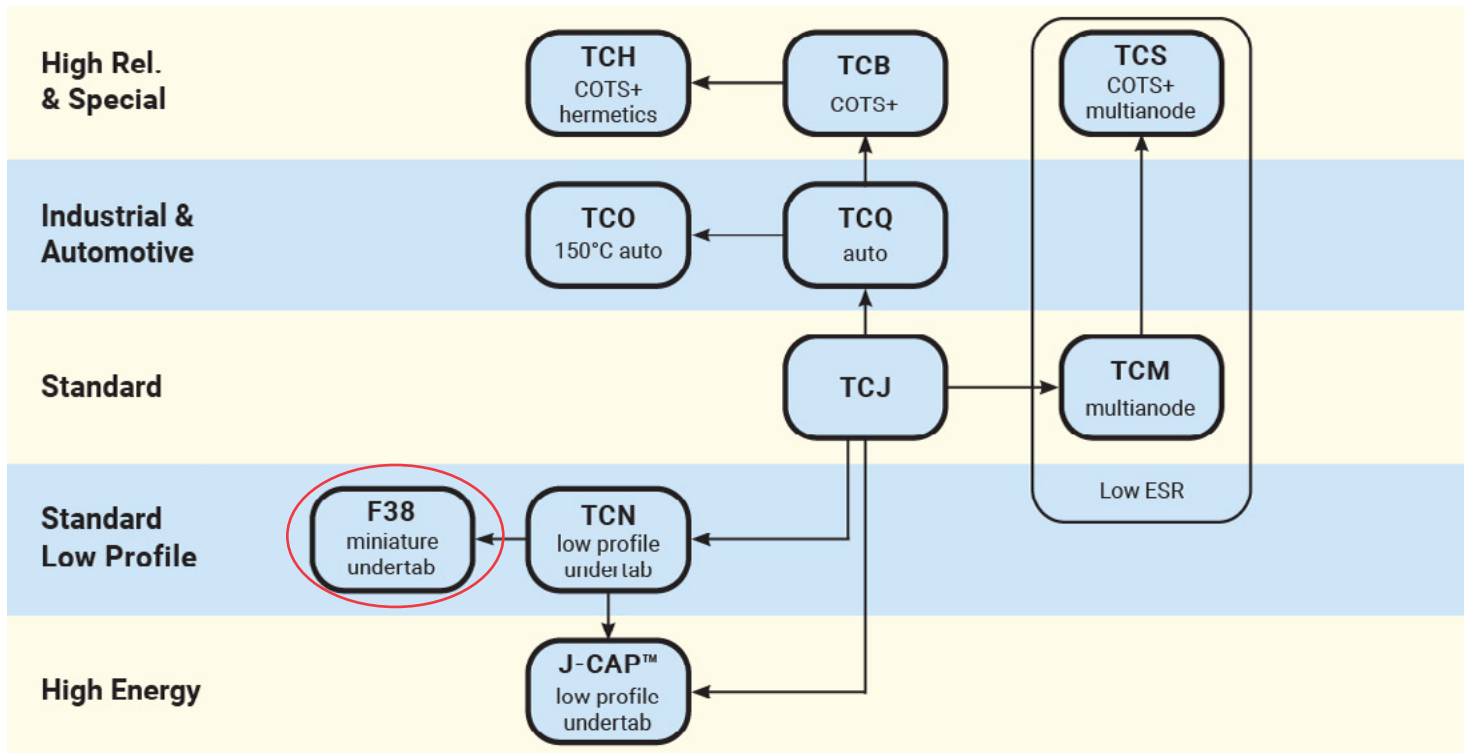 High Rel.
& Special
TCH
COTS+
hermetics
TCB
COTS+
TCS
COTS+
multianode
Industrial &
Automotive
TCO
150°C auto
TCQ
auto
Standard
TCJ
TCM
multianode
Low ESR
Standard
Low Profile
F38
miniature
undertab
TCN
low profile
undertab
High Energy
J-CAP™
low profile
undertab